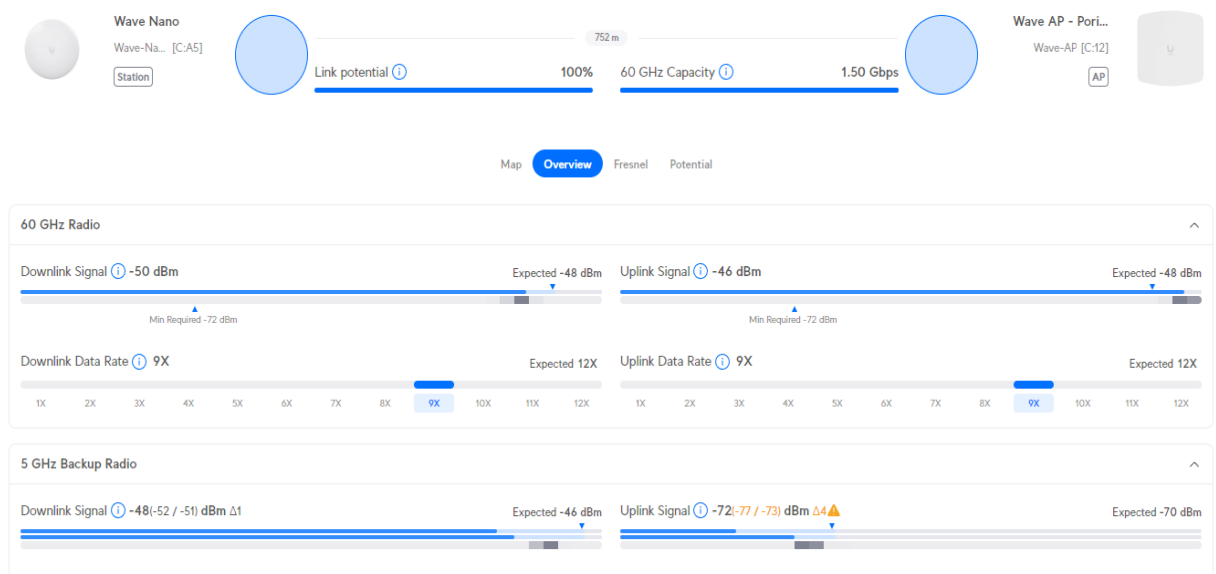 Wave Nano
Wave-Na... [C:A5]
Station
752 m
Link potential 100%
60 GHz Capacity 1.50 Gbps
Wave AP - Pori...
Wave-AP [C:12]
AP
Map Overview Fresnel Potential
60 GHz Radio
Downlink Signal -50 dBm Expected -48 dBm
Min Required -72 dBm
Uplink Signal -46 dBm Expected -48 dBm
Min Required -72 dBm
Downlink Data Rate 9X Expected 12X
1X 2X 3X 4X 5X 6X 7X 8X 9X 10X 11X 12X
Uplink Data Rate 9X Expected 12X
1X 2X 3X 4X 5X 6X 7X 8X 9X 10X 11X 12X
5 GHz Backup Radio
Downlink Signal -48(-52 / -51) dBm Δ1 Expected -46 dBm
Uplink Signal -72(-77 / -73) dBm Δ4 Expected -70 dBm